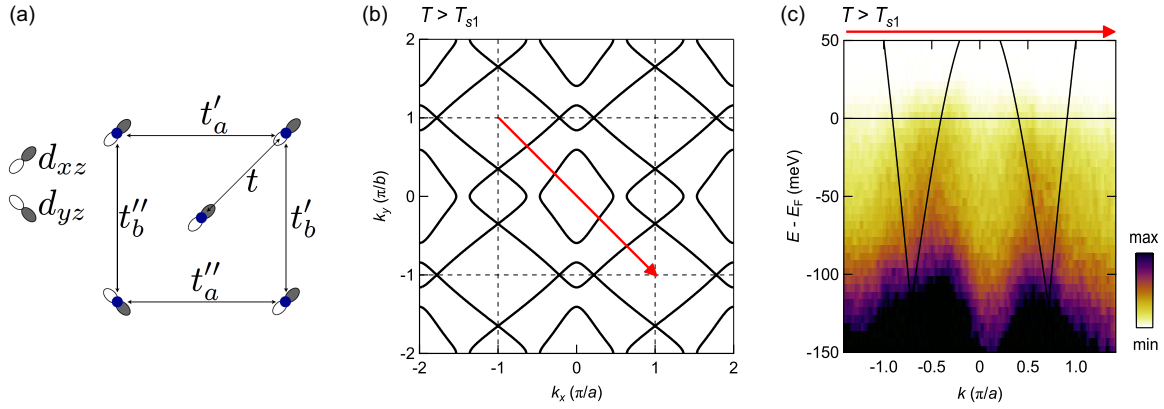 (a)
t′a
dxz
t
dyz
t′′b
t′b
t′′a
(b)
T > Ts1
2
1
0
-1
-2
ky (π/b)
-2
-1
0
1
2
kx (π/a)
(c)
T > Ts1
50
0
-50
-100
-150
E - EF (meV)
-1.0
-0.5
0
0.5
1.0
k (π/a)
max
min